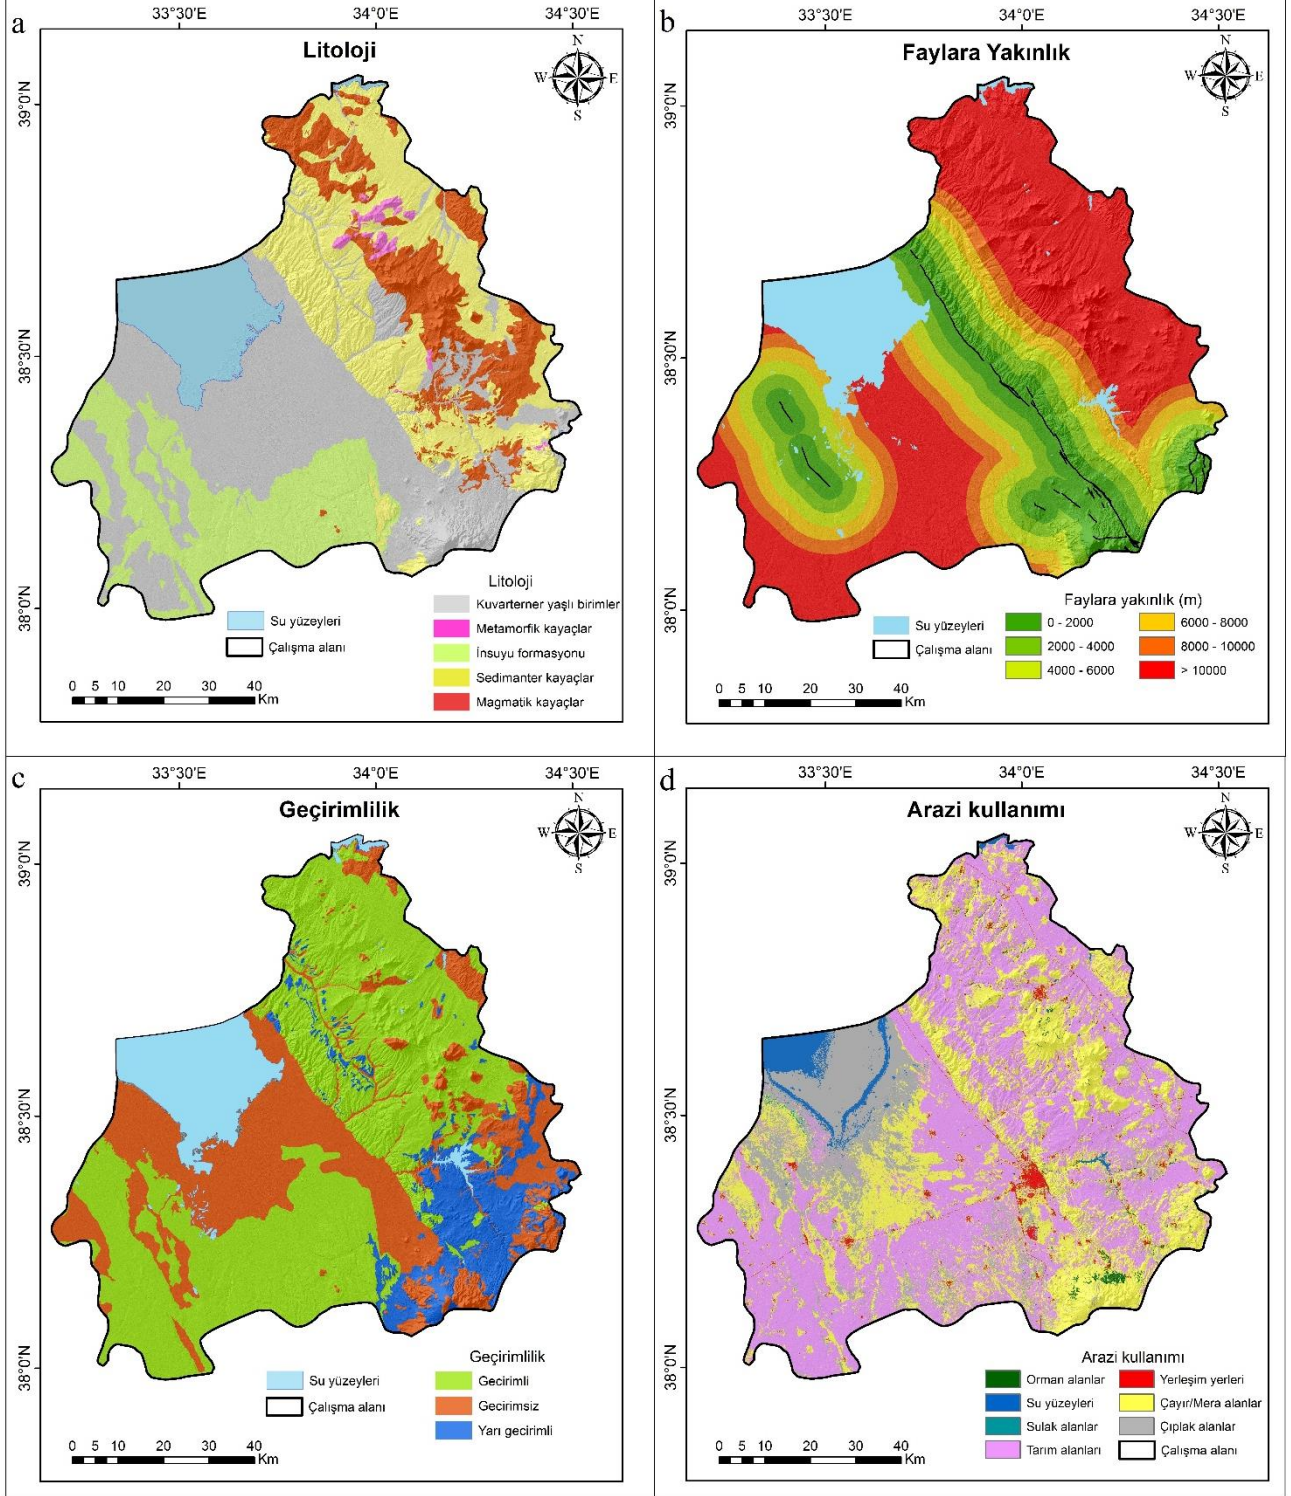 a
33°30'E
34°0'E
34°30'E
Litoloji
N
W
E
S
39°0'N
38°30'N
38°0'N
Litoloji
Su yüzeyleri
Çalışma alanı
Kuvarterner yaşlı birimler
Metamorfik kayaçlar
İnsuyu formasyonu
Sedimanter kayaçlar
Magmatik kayaçlar
0 5 10 20 30 40
Km
b
33°30'E
34°0'E
34°30'E
Faylara Yakınlık
N
W
E
S
39°0'N
38°30'N
38°0'N
Faylara yakınlık (m)
Su yüzeyleri
Çalışma alanı
0 - 2000
2000 - 4000
4000 - 6000
6000 - 8000
8000 - 10000
> 10000
0 5 10 20 30 40
Km
c
33°30'E
34°0'E
34°30'E
Geçirimlilik
N
W
E
S
39°0'N
38°30'N
38°0'N
Geçirimlilik
Su yüzeyleri
Çalışma alanı
Gecirimli
Gecirimsiz
Yarı gecirimli
0 5 10 20 30 40
Km
d
33°30'E
34°0'E
34°30'E
Arazi kullanımı
N
W
E
S
39°0'N
38°30'N
38°0'N
Arazi kullanımı
Orman alanlar
Su yüzeyleri
Sulak alanlar
Tarım alanları
Yerleşim yerleri
Çayır/Mera alanlar
Çıplak alanlar
Çalışma alanı
0 5 10 20 30 40
Km